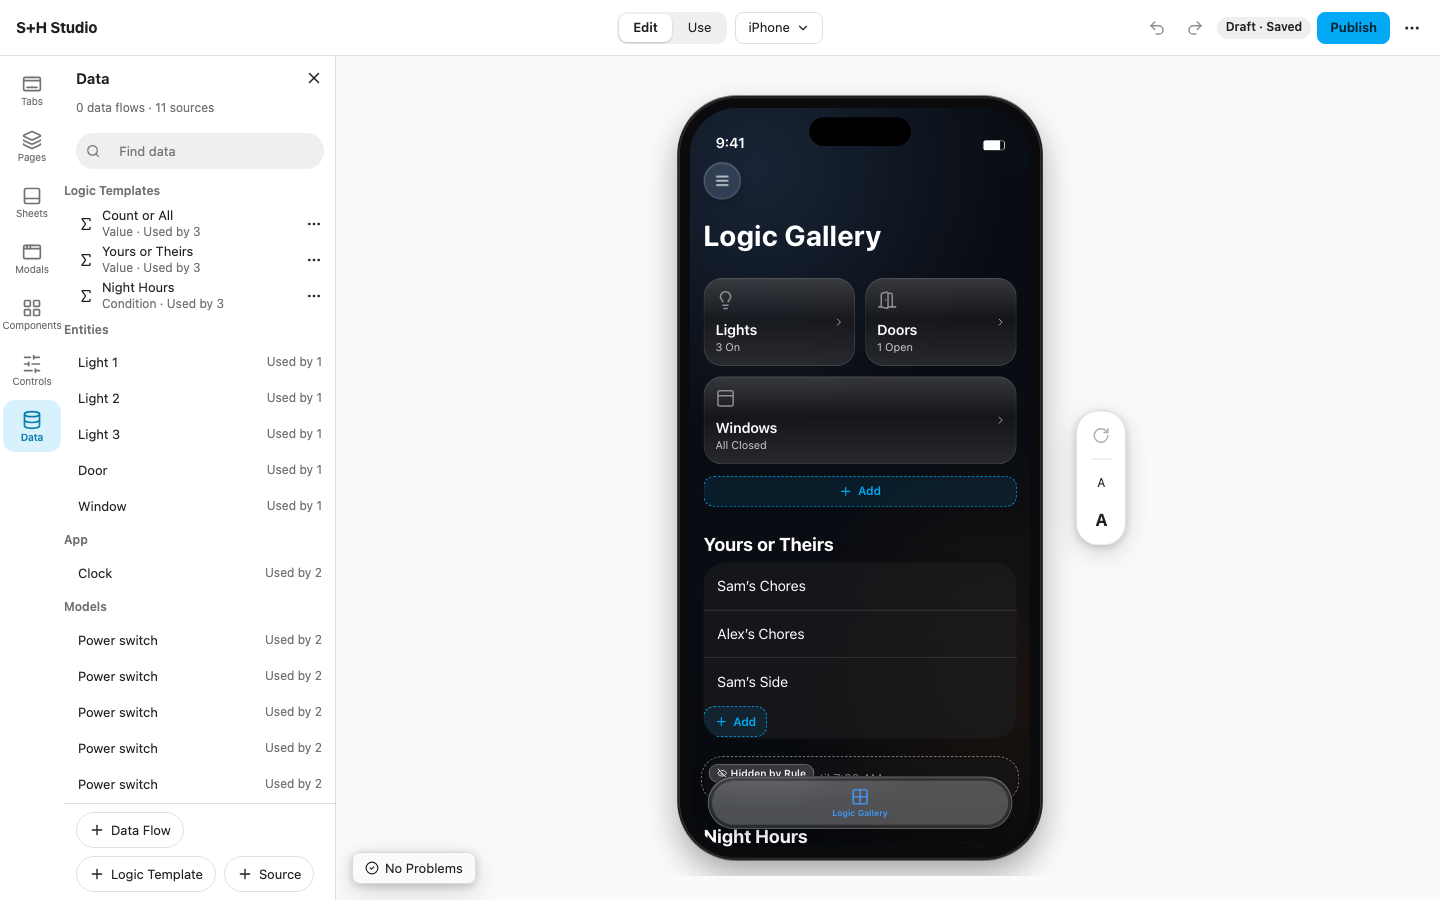 S+H Studio
Edit
Use
iPhone
Draft · Saved
Publish
Tabs
Pages
Sheets
Modals
Components
Controls
Data
Data
0 data flows · 11 sources
Find data
Logic Templates
Count or All
Value · Used by 3
Yours or Theirs
Value · Used by 3
Night Hours
Condition · Used by 3
Entities
Light 1
Used by 1
Light 2
Used by 1
Light 3
Used by 1
Door
Used by 1
Window
Used by 1
App
Clock
Used by 2
Models
Power switch
Used by 2
Power switch
Used by 2
Power switch
Used by 2
Power switch
Used by 2
Power switch
Used by 2
Data Flow
Logic Template
Source
No Problems
9:41
Logic Gallery
Lights
3 On
Doors
1 Open
Windows
All Closed
Add
Yours or Theirs
Sam's Chores
Alex's Chores
Sam's Side
Add
Hidden by Rule
Logic Gallery
Night Hours
A
A